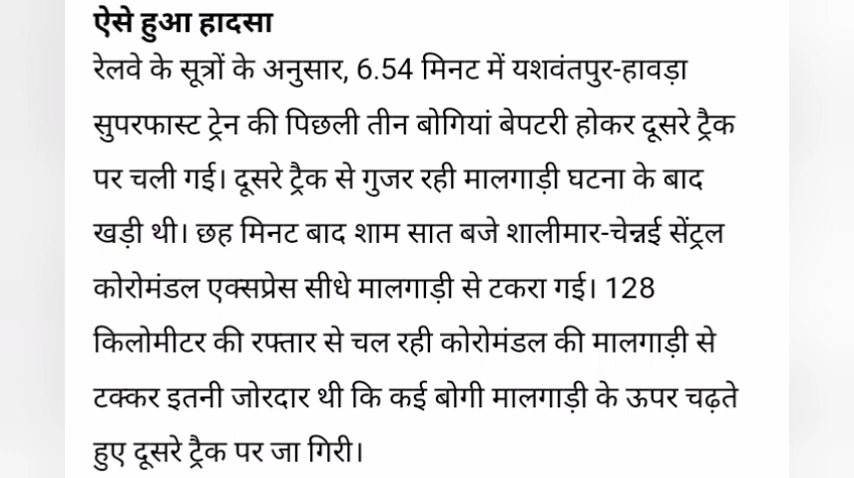 ऐसे हुआ हादसा
रेलवे के सूत्रों के अनुसार, 6.54 मिनट में यशवंतपुर-हावड़ा
सुपरफास्ट ट्रेन की पिछली तीन बोगियां बेपटरी होकर दूसरे ट्रैक
पर चली गई। दूसरे ट्रैक से गुजर रही मालगाड़ी घटना के बाद
खड़ी थी। छह मिनट बाद शाम सात बजे शालीमार-चेन्नई सेंट्रल
कोरोमंडल एक्सप्रेस सीधे मालगाड़ी से टकरा गई। 128
किलोमीटर की रफ्तार से चल रही कोरोमंडल की मालगाड़ी से
टक्कर इतनी जोरदार थी कि कई बोगी मालगाड़ी के ऊपर चढ़ते
हुए दूसरे ट्रैक पर जा गिरी।